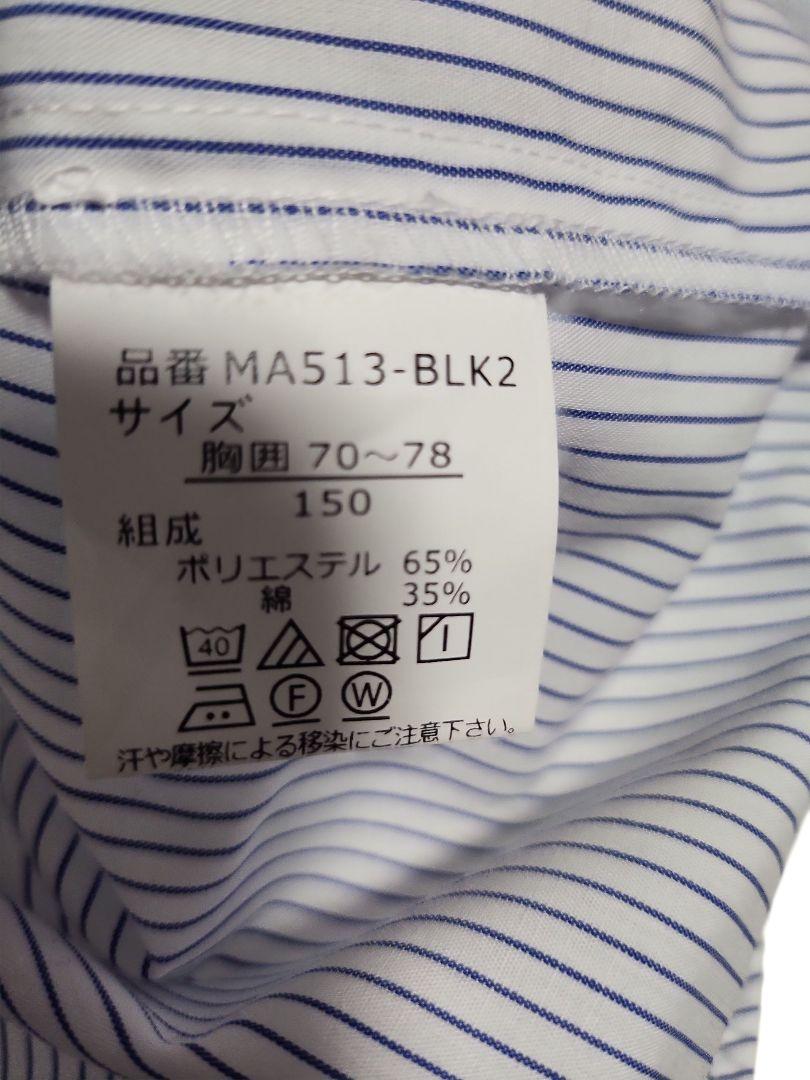 品番 MA513-BLK2
サイズ
胸囲 70～78
150
組成
ポリエステル 65%
綿 35%
40
F W
汗や摩擦による移染にご注意下さい。